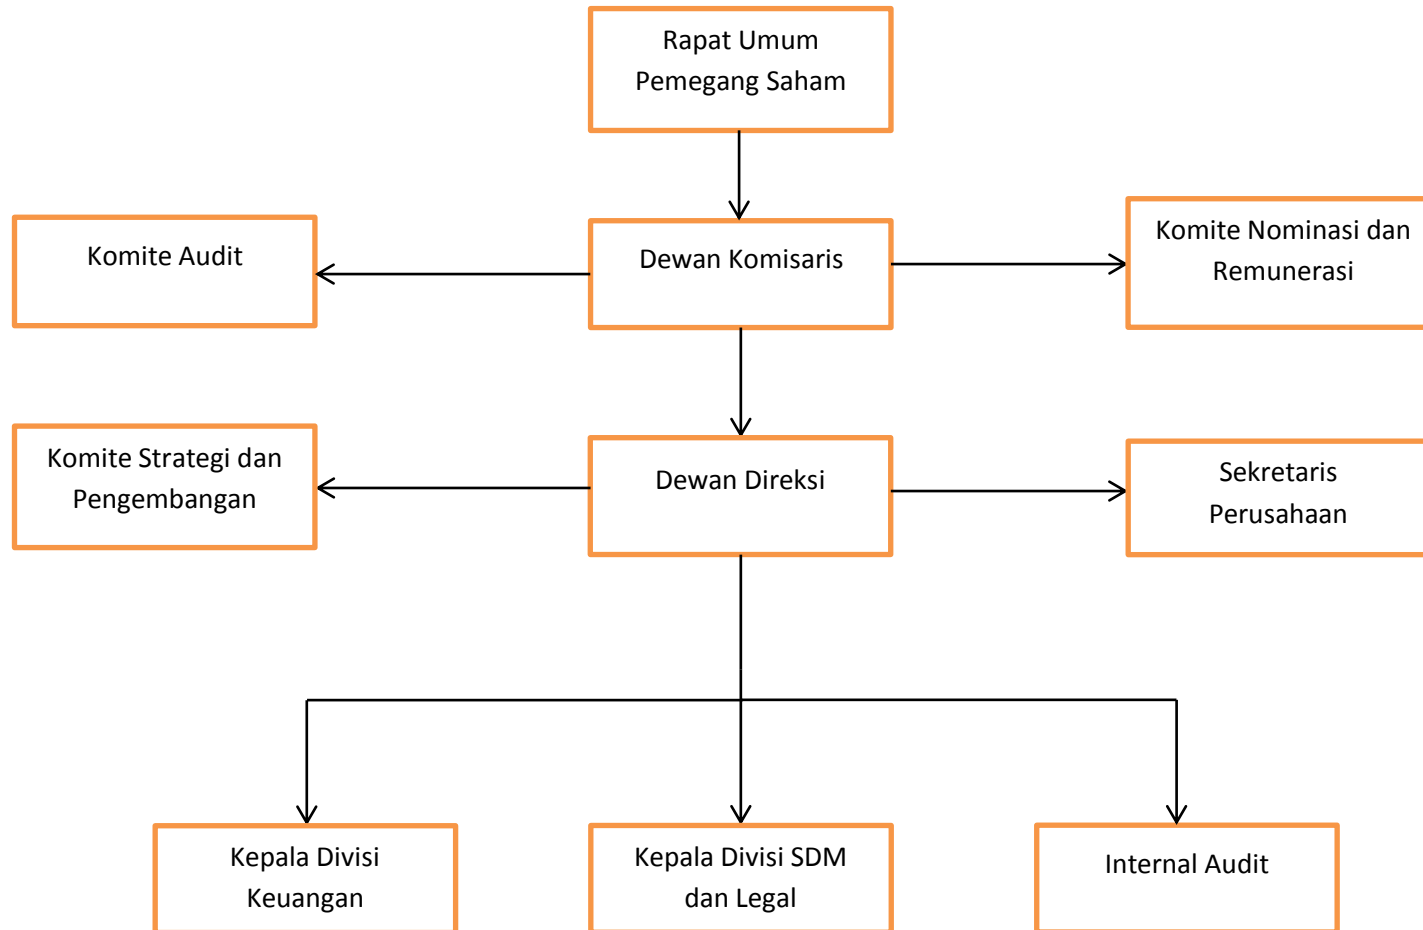 Rapat Umum
Pemegang Saham
Komite Audit
Dewan Komisaris
Komite Nominasi dan
Remunerasi
Komite Strategi dan
Pengembangan
Dewan Direksi
Sekretaris
Perusahaan
Kepala Divisi
Keuangan
Kepala Divisi SDM
dan Legal
Internal Audit